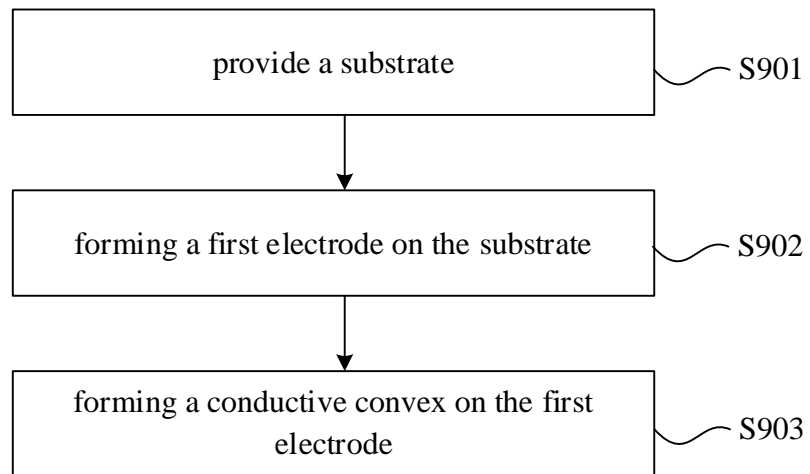 provide a substrate
S901
forming a first electrode on the substrate
S902
forming a conductive convex on the first
electrode
S903